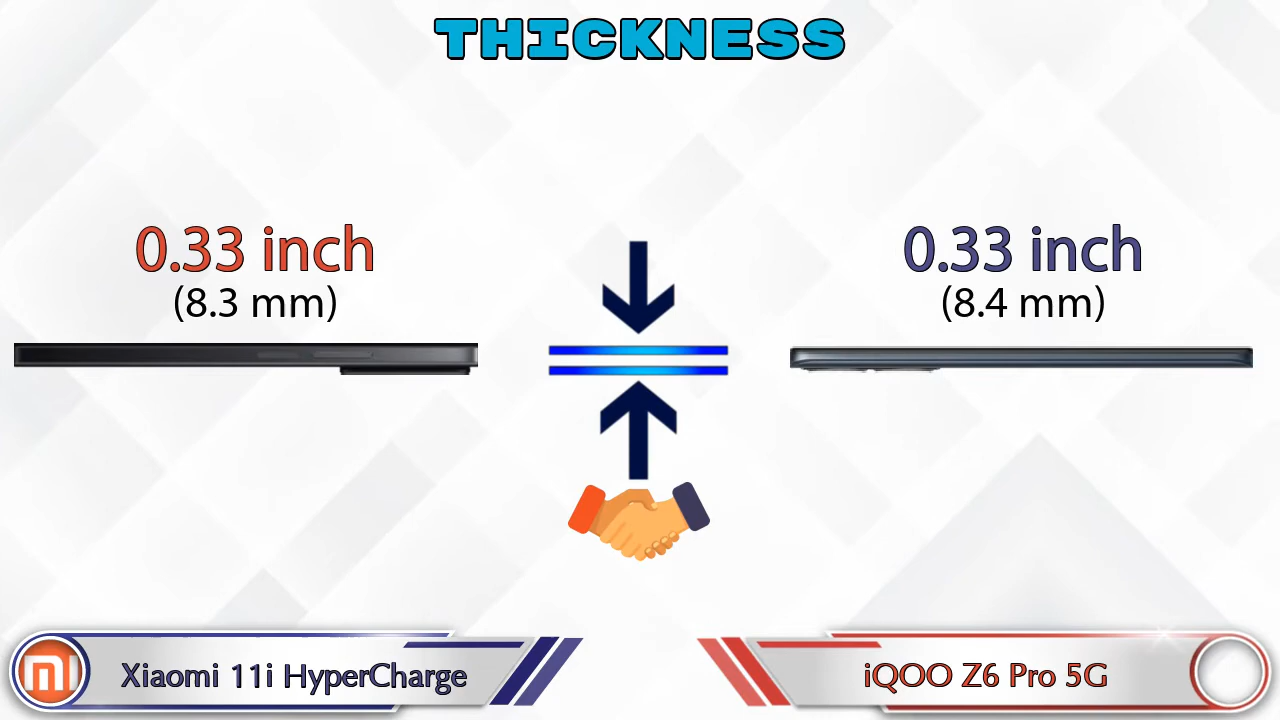 THICKNESS
0.33 inch
(8.3 mm)
0.33 inch
(8.4 mm)
Xiaomi 11i HyperCharge
iQOO Z6 Pro 5G